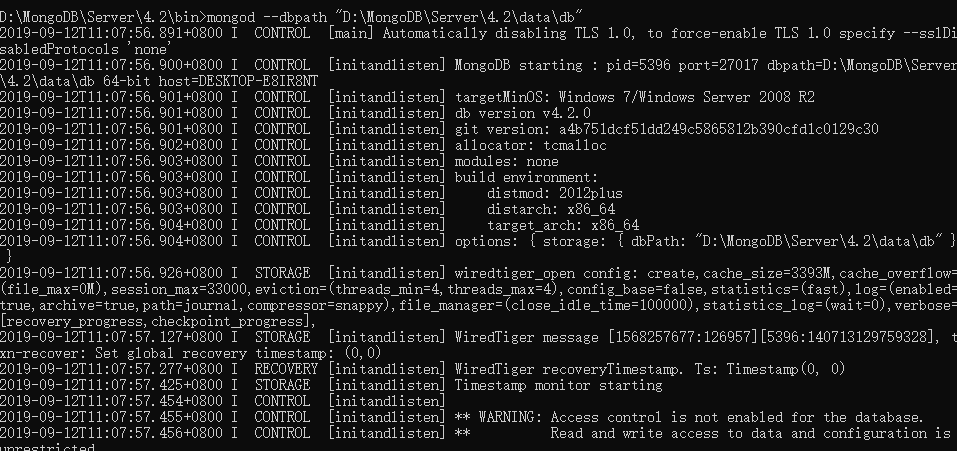 D:\MongoDB\Server\4.2\bin>mongod --dbpath "D:\MongoDB\Server\4.2\data\db"
2019-09-12T11:07:56.891+0800 I  CONTROL  [main] Automatically disabling TLS 1.0, to force-enable TLS 1.0 specify --sslDi
sabledProtocols 'none'
2019-09-12T11:07:56.900+0800 I  CONTROL  [initandlisten] MongoDB starting : pid=5396 port=27017 dbpath=D:\MongoDB\Server
\4.2\data\db 64-bit host=DESKTOP-E8IR8NT
2019-09-12T11:07:56.901+0800 I  CONTROL  [initandlisten] targetMinOS: Windows 7/Windows Server 2008 R2
2019-09-12T11:07:56.901+0800 I  CONTROL  [initandlisten] db version v4.2.0
2019-09-12T11:07:56.901+0800 I  CONTROL  [initandlisten] git version: a4b751dcf51dd249c5865812b390cfd1c0129c30
2019-09-12T11:07:56.902+0800 I  CONTROL  [initandlisten] allocator: tcmalloc
2019-09-12T11:07:56.903+0800 I  CONTROL  [initandlisten] modules: none
2019-09-12T11:07:56.903+0800 I  CONTROL  [initandlisten] build environment:
2019-09-12T11:07:56.903+0800 I  CONTROL  [initandlisten]     distmod: 2012plus
2019-09-12T11:07:56.903+0800 I  CONTROL  [initandlisten]     distarch: x86_64
2019-09-12T11:07:56.904+0800 I  CONTROL  [initandlisten]     target_arch: x86_64
2019-09-12T11:07:56.904+0800 I  CONTROL  [initandlisten] options: { storage: { dbPath: "D:\MongoDB\Server\4.2\data\db" }
 }
2019-09-12T11:07:56.926+0800 I  STORAGE  [initandlisten] wiredtiger_open config: create,cache_size=3393M,cache_overflow=
(file_max=0M),session_max=33000,eviction=(threads_min=4,threads_max=4),config_base=false,statistics=(fast),log=(enabled=
true,archive=true,path=journal,compressor=snappy),file_manager=(close_idle_time=100000),statistics_log=(wait=0),verbose=
[recovery_progress,checkpoint_progress],
2019-09-12T11:07:57.127+0800 I  STORAGE  [initandlisten] WiredTiger message [1568257677:126957][5396:140713129759328], t
xn-recover: Set global recovery timestamp: (0,0)
2019-09-12T11:07:57.277+0800 I  RECOVERY [initandlisten] WiredTiger recoveryTimestamp. Ts: Timestamp(0, 0)
2019-09-12T11:07:57.425+0800 I  STORAGE  [initandlisten] Timestamp monitor starting
2019-09-12T11:07:57.454+0800 I  CONTROL  [initandlisten]
2019-09-12T11:07:57.455+0800 I  CONTROL  [initandlisten] ** WARNING: Access control is not enabled for the database.
2019-09-12T11:07:57.456+0800 I  CONTROL  [initandlisten] **          Read and write access to data and configuration is
unrestricted